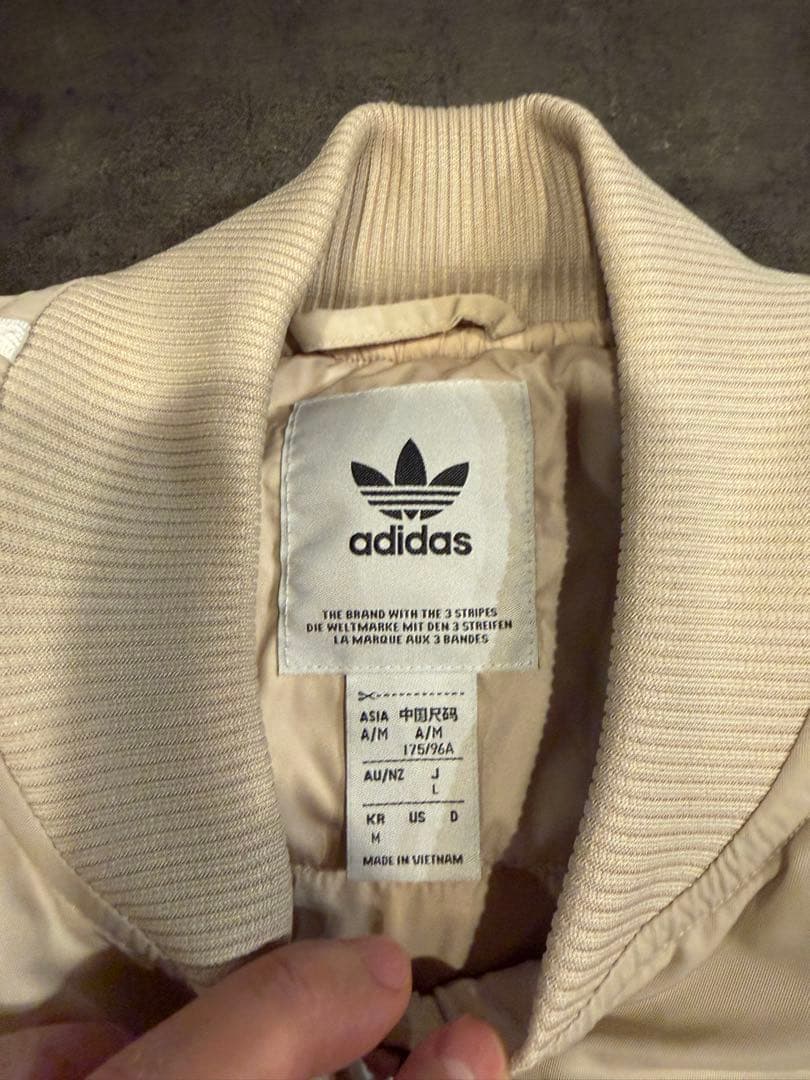 adidas
THE BRAND WITH THE 3 STRIPES
DIE WELTMARKE MIT DEN 3 STREIFEN
LA MARQUE AUX 3 BANDES
ASIA 中国尺码
A/M A/M
175/96A
AU/NZ J
L
KR US D
M
MADE IN VIETNAM